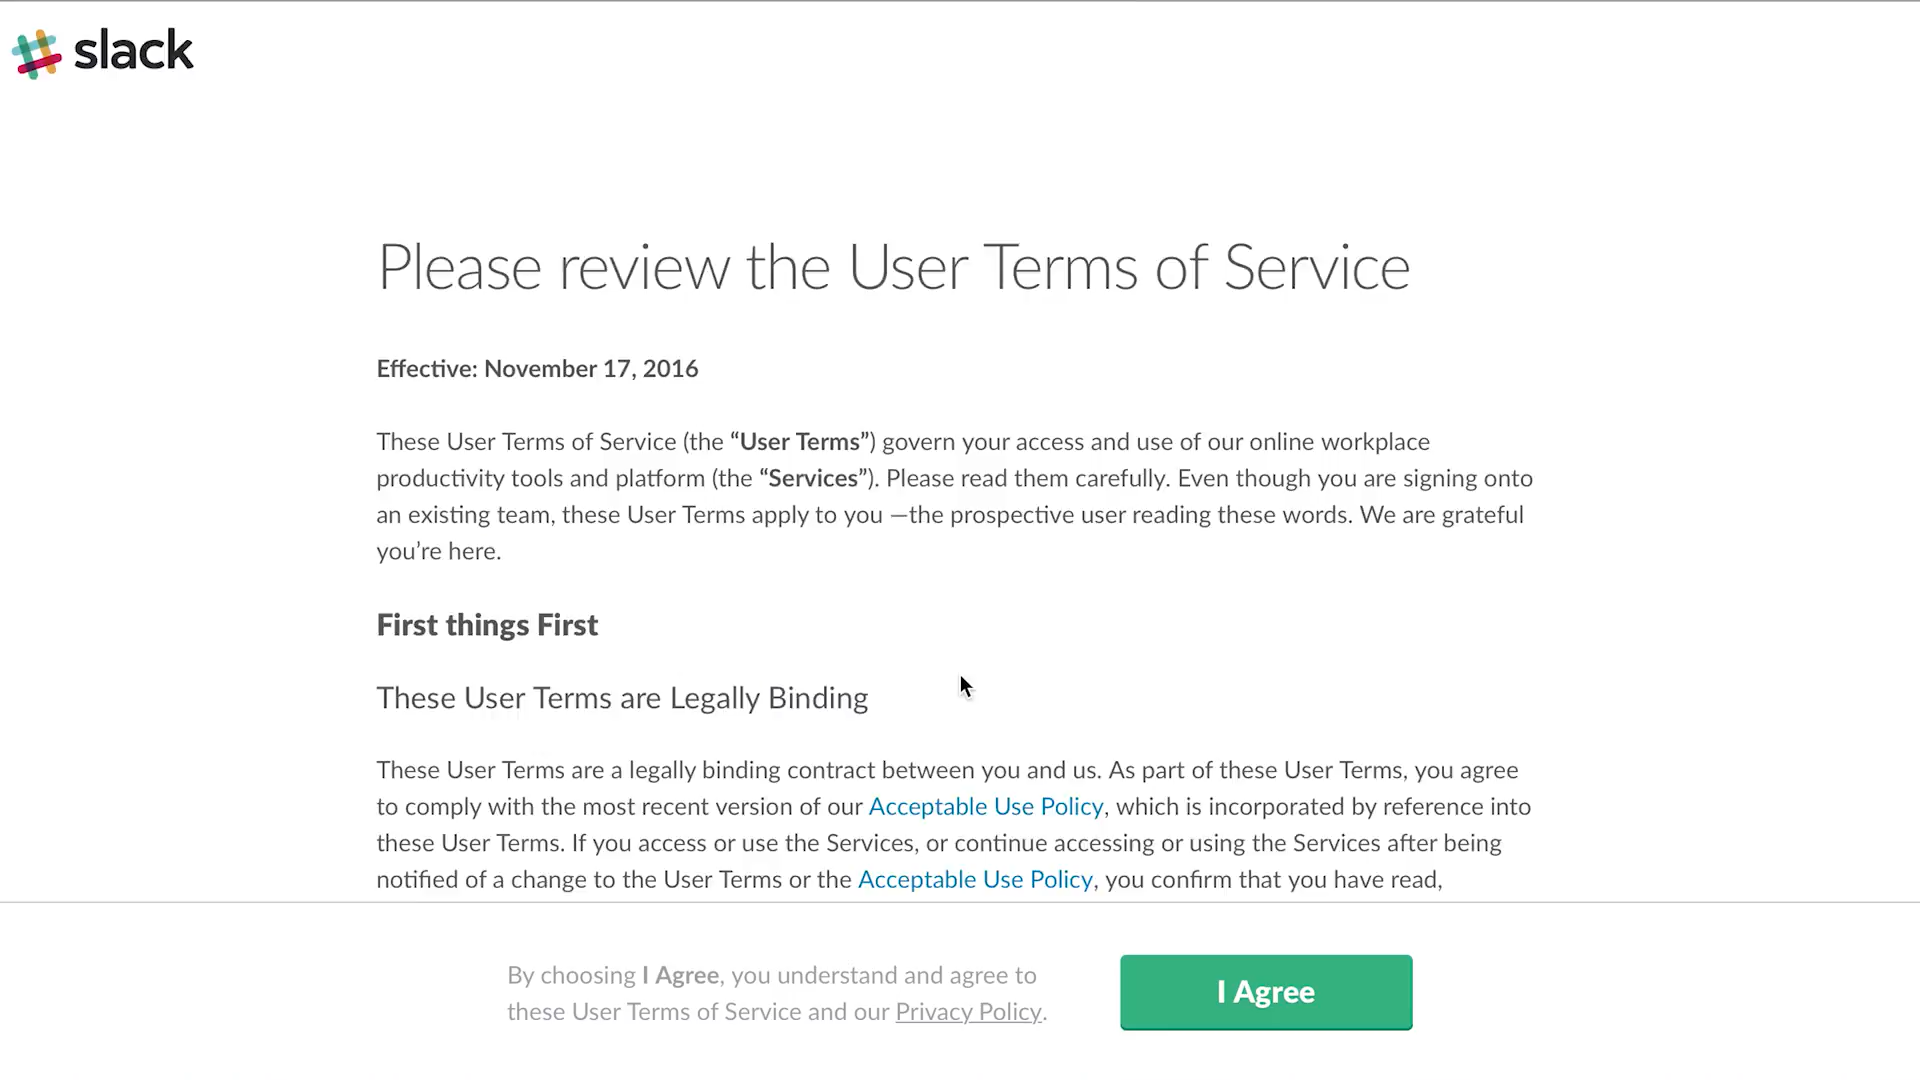 slack
Please review the User Terms of Service
Effective: November 17, 2016
These User Terms of Service (the “User Terms”) govern your access and use of our online workplace
productivity tools and platform (the “Services”). Please read them carefully. Even though you are signing onto
an existing team, these User Terms apply to you —the prospective user reading these words. We are grateful
you’re here.
First things First
These User Terms are Legally Binding
These User Terms are a legally binding contract between you and us. As part of these User Terms, you agree
to comply with the most recent version of our Acceptable Use Policy, which is incorporated by reference into
these User Terms. If you access or use the Services, or continue accessing or using the Services after being
notified of a change to the User Terms or the Acceptable Use Policy, you confirm that you have read,
By choosing I Agree, you understand and agree to
these User Terms of Service and our Privacy Policy.
I Agree